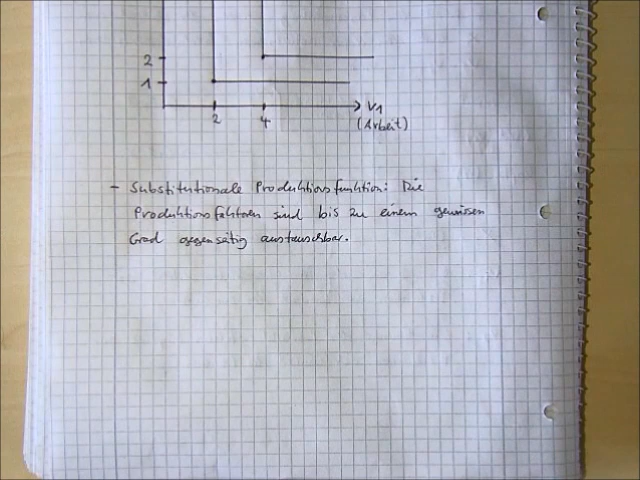 2
1
2 4
V1
(Arbeit)
- Substitutionale Produktionsfunktion: Die
Produktionsfaktoren sind bis zu einem gewissen
Grad gegenseitig austauschbar.